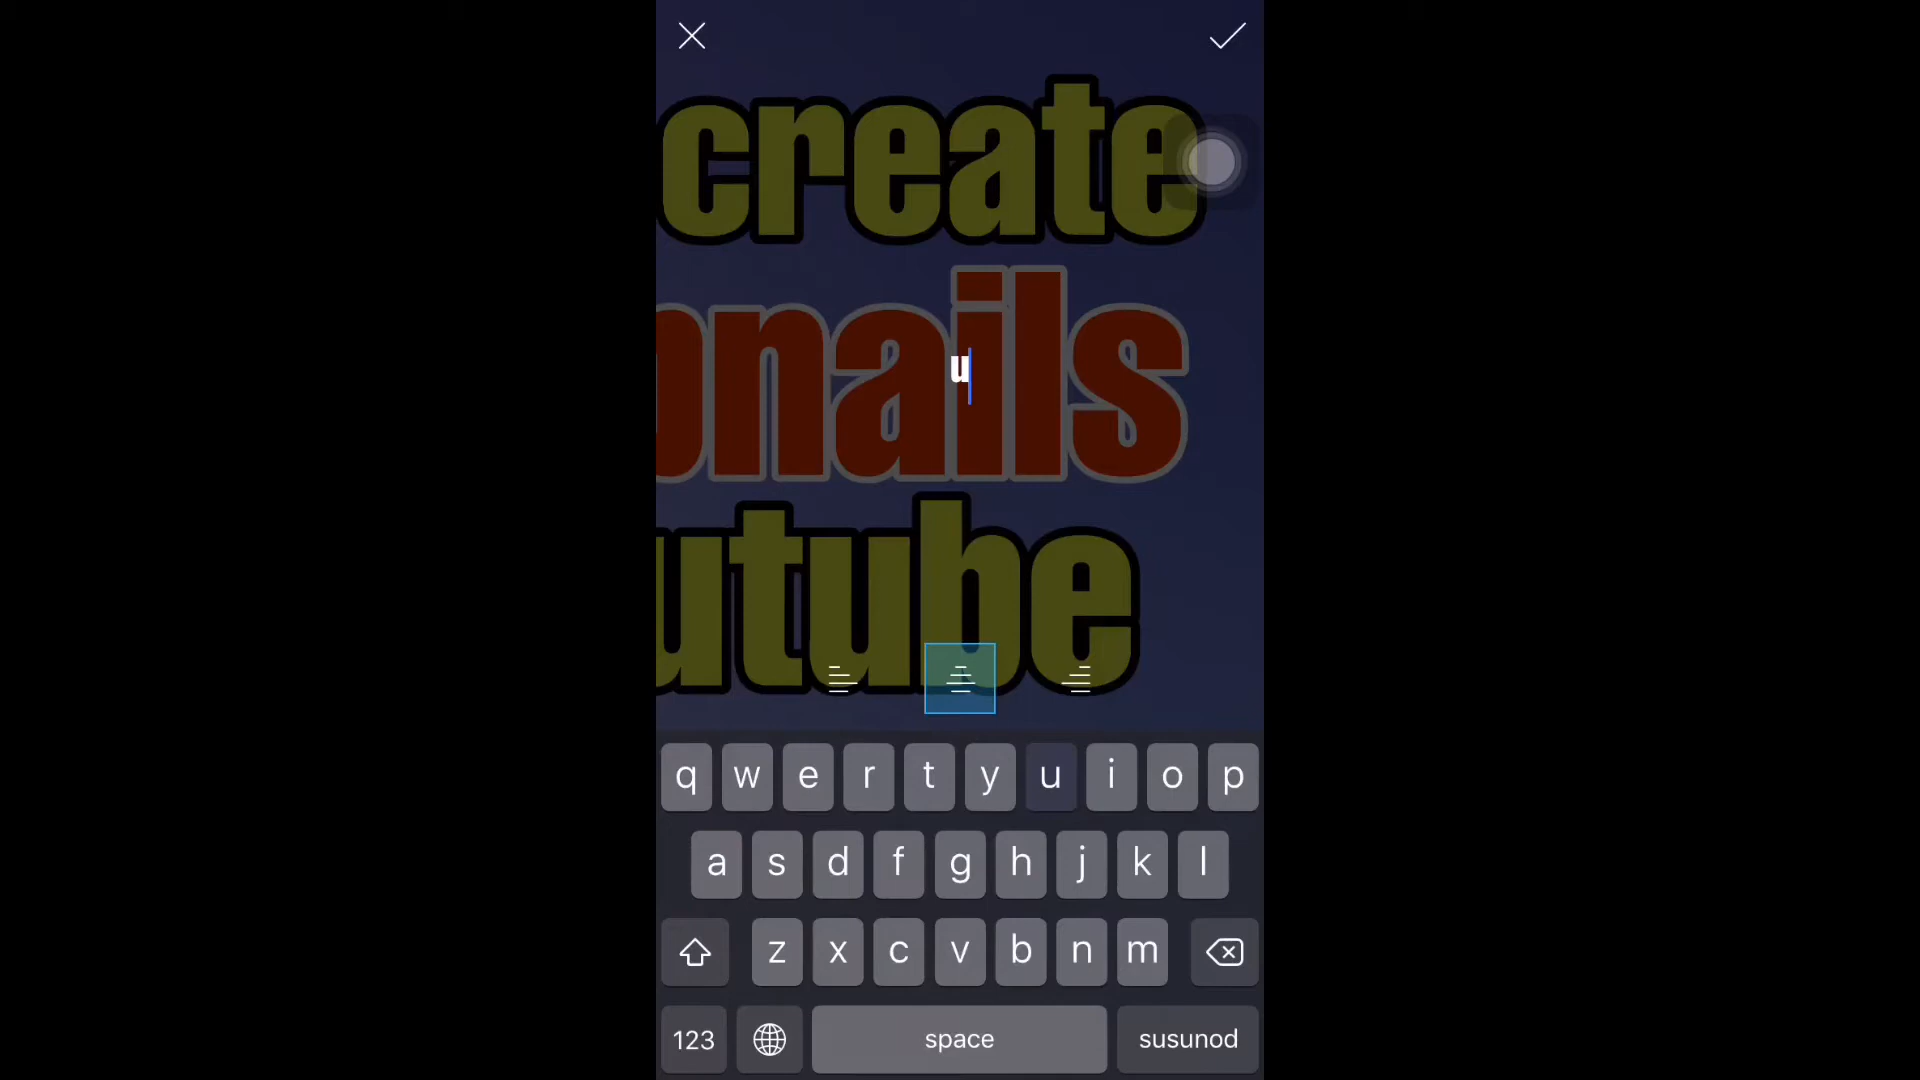 create
nails
u
utube
q w e r t y u i o p
a s d f g h j k l
z x c v b n m
123 space susunod